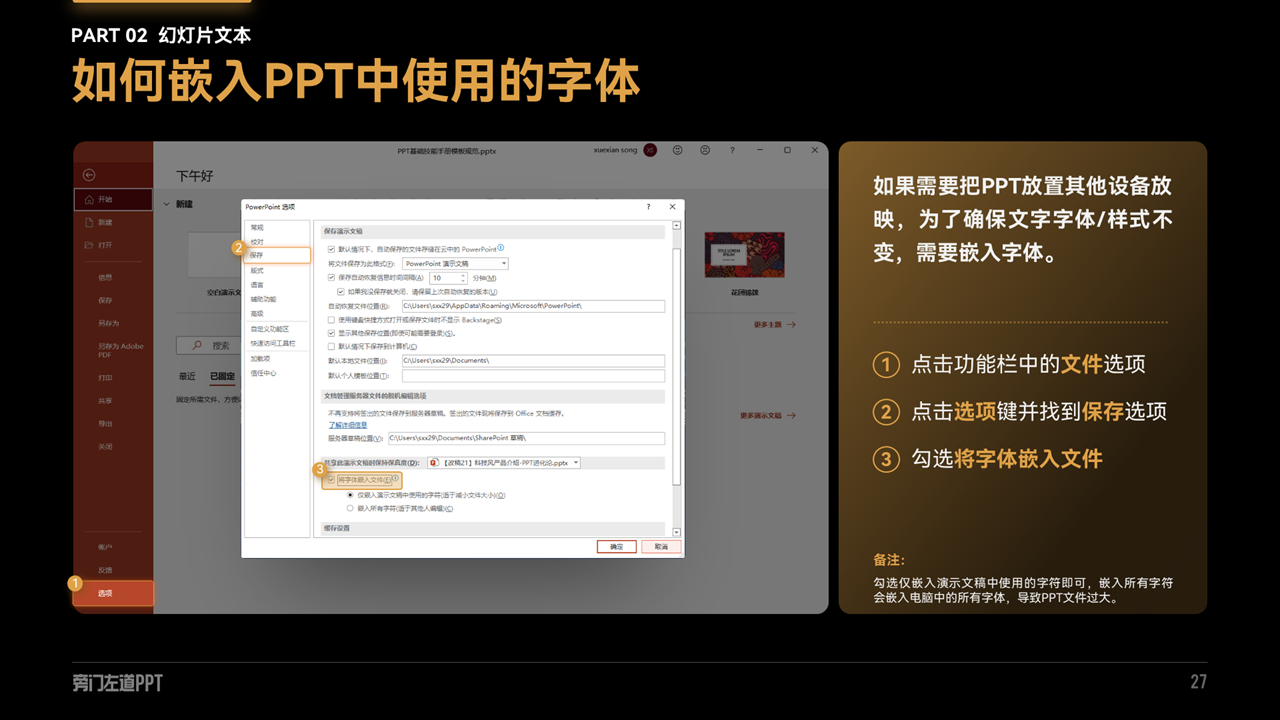 PART 02 幻灯片文本
如何嵌入PPT中使用的字体
PPT基础技能手册模板规范.pptx
xuexian song
XS
?
下午好
开始
新建
打开
信息
保存
另存为
另存为 Adobe
PDF
打印
共享
导出
关闭
帐户
反馈
1
选项
新建
空白演示文
搜索
最近 已固定
固定所需文件，方便以
TITLE LOREM
IPSUM
花团锦簇
更多主题
更多演示文稿
PowerPoint 选项
?
常规
校对
2
保存
版式
语言
辅助功能
高级
自定义功能区
快速访问工具栏
加载项
信任中心
保存演示文稿
默认情况下，自动保存的文件存储在云中的 PowerPoint
将文件保存为此格式(F): PowerPoint 演示文稿
保存自动恢复信息时间间隔(A) 10 分钟(M)
如果我没保存就关闭，请保留上次自动恢复的版本(U)
自动恢复文件位置(R): C:\Users\sxx29\AppData\Roaming\Microsoft\PowerPoint\
使用键盘快捷方式打开或保存文件时不显示 Backstage(S)
显示其他保存位置(即使可能需要登录)(S)。
默认情况下保存到计算机(C)
默认本地文件位置(I): C:\Users\sxx29\Documents\
默认个人模板位置(T):
文档管理服务器文件的脱机编辑选项
不再支持将签出的文件保存到服务器草稿。签出的文件现将保存到 Office 文档缓存。
了解详细信息
服务器草稿位置(V): C:\Users\sxx29\Documents\SharePoint 草稿\
共享此演示文稿时保持保真度(D): 【改稿21】科技风产品介绍-PPT进化论.pptx
3
将字体嵌入文件(E)
仅嵌入演示文稿中使用的字符(适于减小文件大小)(O)
嵌入所有字符(适于其他人编辑)(C)
缓存设置
确定
取消
如果需要把PPT放置其他设备放
映，为了确保文字字体/样式不
变，需要嵌入字体。
1 点击功能栏中的文件选项
2 点击选项键并找到保存选项
3 勾选将字体嵌入文件
备注：
勾选仅嵌入演示文稿中使用的字符即可，嵌入所有字符
会嵌入电脑中的所有字体，导致PPT文件过大。
旁门左道PPT
27